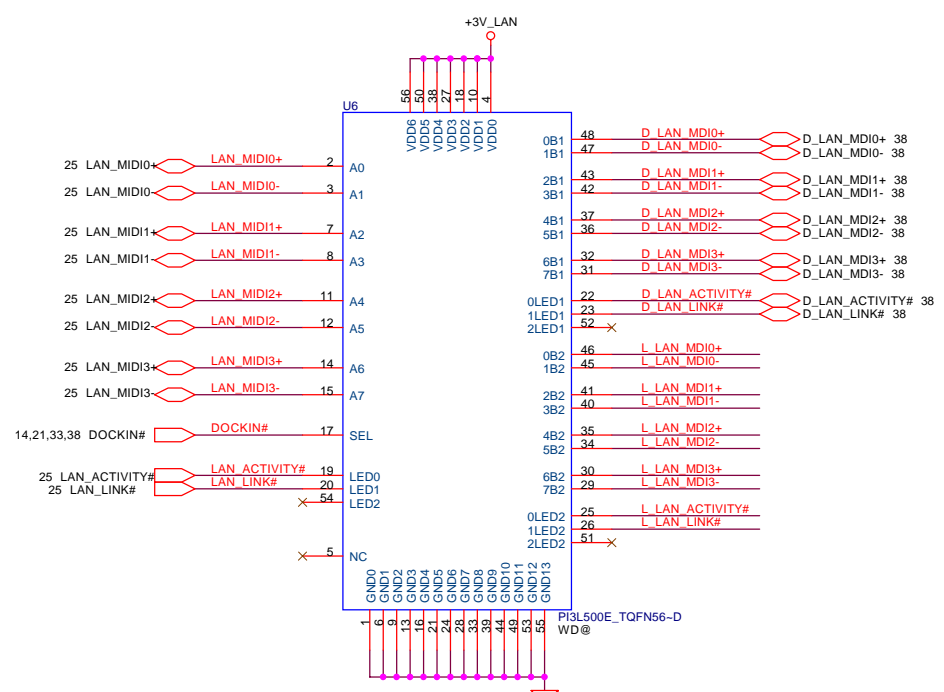 +3V_LAN
56 50 38 27 18 10 4
U6
VDD6 VDD5 VDD4 VDD3 VDD2 VDD1 VDD0
25 LAN_MIDI0+ LAN_MIDI0+ 2 A0
25 LAN_MIDI0- LAN_MIDI0- 3 A1
25 LAN_MIDI1+ LAN_MIDI1+ 7 A2
25 LAN_MIDI1- LAN_MIDI1- 8 A3
25 LAN_MIDI2+ LAN_MIDI2+ 11 A4
25 LAN_MIDI2- LAN_MIDI2- 12 A5
25 LAN_MIDI3+ LAN_MIDI3+ 14 A6
25 LAN_MIDI3- LAN_MIDI3- 15 A7
14,21,33,38 DOCKIN# DOCKIN# 17 SEL
25 LAN_ACTIVITY# LAN_ACTIVITY# 19 LED0
25 LAN_LINK# LAN_LINK# 20 LED1
54 LED2
5 NC
0B1 48 D_LAN_MDI0+ D_LAN_MDI0+ 38
1B1 47 D_LAN_MDI0- D_LAN_MDI0- 38
2B1 43 D_LAN_MDI1+ D_LAN_MDI1+ 38
3B1 42 D_LAN_MDI1- D_LAN_MDI1- 38
4B1 37 D_LAN_MDI2+ D_LAN_MDI2+ 38
5B1 36 D_LAN_MDI2- D_LAN_MDI2- 38
6B1 32 D_LAN_MDI3+ D_LAN_MDI3+ 38
7B1 31 D_LAN_MDI3- D_LAN_MDI3- 38
0LED1 22 D_LAN_ACTIVITY# D_LAN_ACTIVITY# 38
1LED1 23 D_LAN_LINK# D_LAN_LINK# 38
2LED1 52
0B2 46 L_LAN_MDI0+
1B2 45 L_LAN_MDI0-
2B2 41 L_LAN_MDI1+
3B2 40 L_LAN_MDI1-
4B2 35 L_LAN_MDI2+
5B2 34 L_LAN_MDI2-
6B2 30 L_LAN_MDI3+
7B2 29 L_LAN_MDI3-
0LED2 25 L_LAN_ACTIVITY#
1LED2 26 L_LAN_LINK#
2LED2 51
GND0 GND1 GND2 GND3 GND4 GND5 GND6 GND7 GND8 GND9 GND10 GND11 GND12 GND13
1 6 9 13 16 21 24 28 33 39 44 49 53 55
PI3L500E_TQFN56~D
WD@